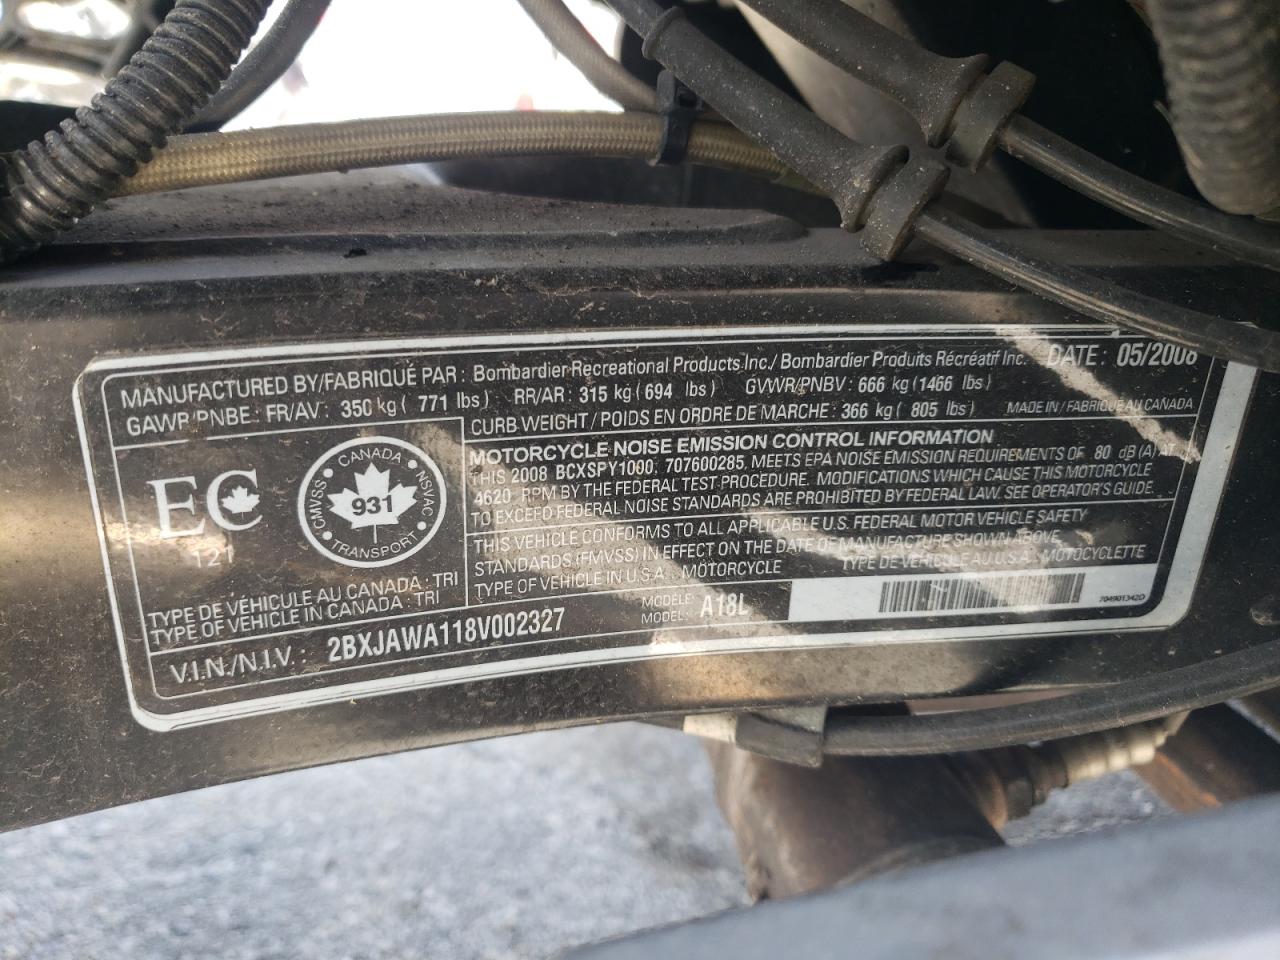 MANUFACTURED BY/FABRIQUÉ PAR : Bombardier Recreational Products Inc./ Bombardier Produits Récréatif Inc. DATE : 05/2008
GAWR/PNBE : FR/AV : 350 kg ( 771 lbs) RR/AR : 315 kg ( 694 lbs) GVWR/PNBV : 666 kg (1466 lbs)
CURB WEIGHT / POIDS EN ORDRE DE MARCHE : 366 kg ( 805 lbs) MADE IN / FABRIQUÉ AU CANADA
EC
121
CANADA
CMVSS
NSVAC
931
TRANSPORT
TYPE DE VÉHICULE AU CANADA : TRI
TYPE OF VEHICLE IN CANADA : TRI
MOTORCYCLE NOISE EMISSION CONTROL INFORMATION
THIS 2008 BCXSPY1000, 707600285, MEETS EPA NOISE EMISSION REQUIREMENTS OF 80 dB(A) AT
4620 RPM BY THE FEDERAL TEST PROCEDURE. MODIFICATIONS WHICH CAUSE THIS MOTORCYCLE
TO EXCEED FEDERAL NOISE STANDARDS ARE PROHIBITED BY FEDERAL LAW. SEE OPERATOR'S GUIDE.
THIS VEHICLE CONFORMS TO ALL APPLICABLE U.S. FEDERAL MOTOR VEHICLE SAFETY
STANDARDS (FMVSS) IN EFFECT ON THE DATE OF MANUFACTURE SHOWN ABOVE.
TYPE OF VEHICLE IN U.S.A. : MOTORCYCLE TYPE DE VEHICULE AU U.S.A. : MOTOCYCLETTE
V.I.N./N.I.V. : 2BXJAWA118V002327
MODÈLE:
MODEL: A18L
704901342D